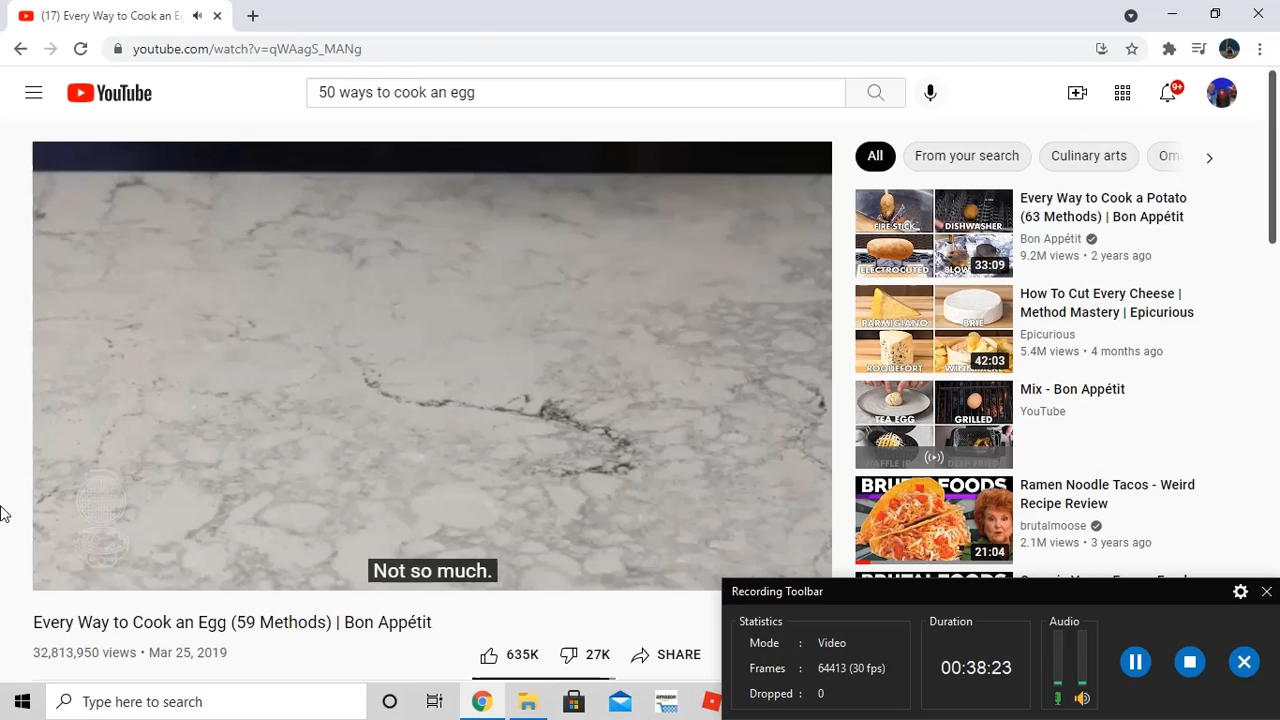 (17) Every Way to Cook an Eg
youtube.com/watch?v=qWAagS_MANg
YouTube
50 ways to cook an egg
9+
All
From your search
Culinary arts
Ome
FIRE STICK
DISHWASHER
ELECTROCUTED
33:09
Every Way to Cook a Potato
(63 Methods) | Bon Appétit
Bon Appétit
9.2M views • 2 years ago
PARMIGIANO
BRIE
ROQUEFORT
42:03
How To Cut Every Cheese |
Method Mastery | Epicurious
Epicurious
5.4M views • 4 months ago
TEA EGG
GRILLED
WAFFLE
Mix - Bon Appétit
YouTube
BRUTALFOODS
21:04
Ramen Noodle Tacos - Weird
Recipe Review
brutalmoose
2.1M views • 3 years ago
Not so much.
Every Way to Cook an Egg (59 Methods) | Bon Appétit
32,813,950 views • Mar 25, 2019
635K
27K
SHARE
Recording Toolbar
Statistics
Mode : Video
Frames : 64413 (30 fps)
Dropped : 0
Duration
00:38:23
Audio
Type here to search